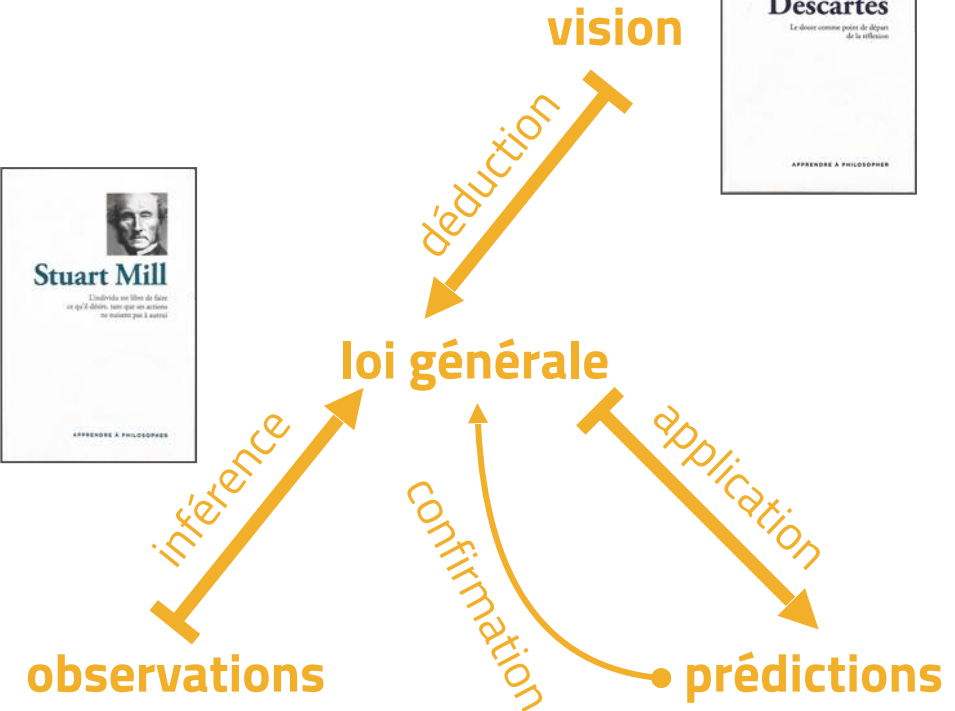 vision
Descartes
Le doute comme point de départ
de la réflexion
APPRENDRE À PHILOSOPHER
déduction
Stuart Mill
L'individu est libre de faire
ce qu'il désire, tant que ses actions
ne nuisent pas à autrui
APPRENDRE À PHILOSOPHER
loi générale
inférence
application
confirmation
observations
prédictions